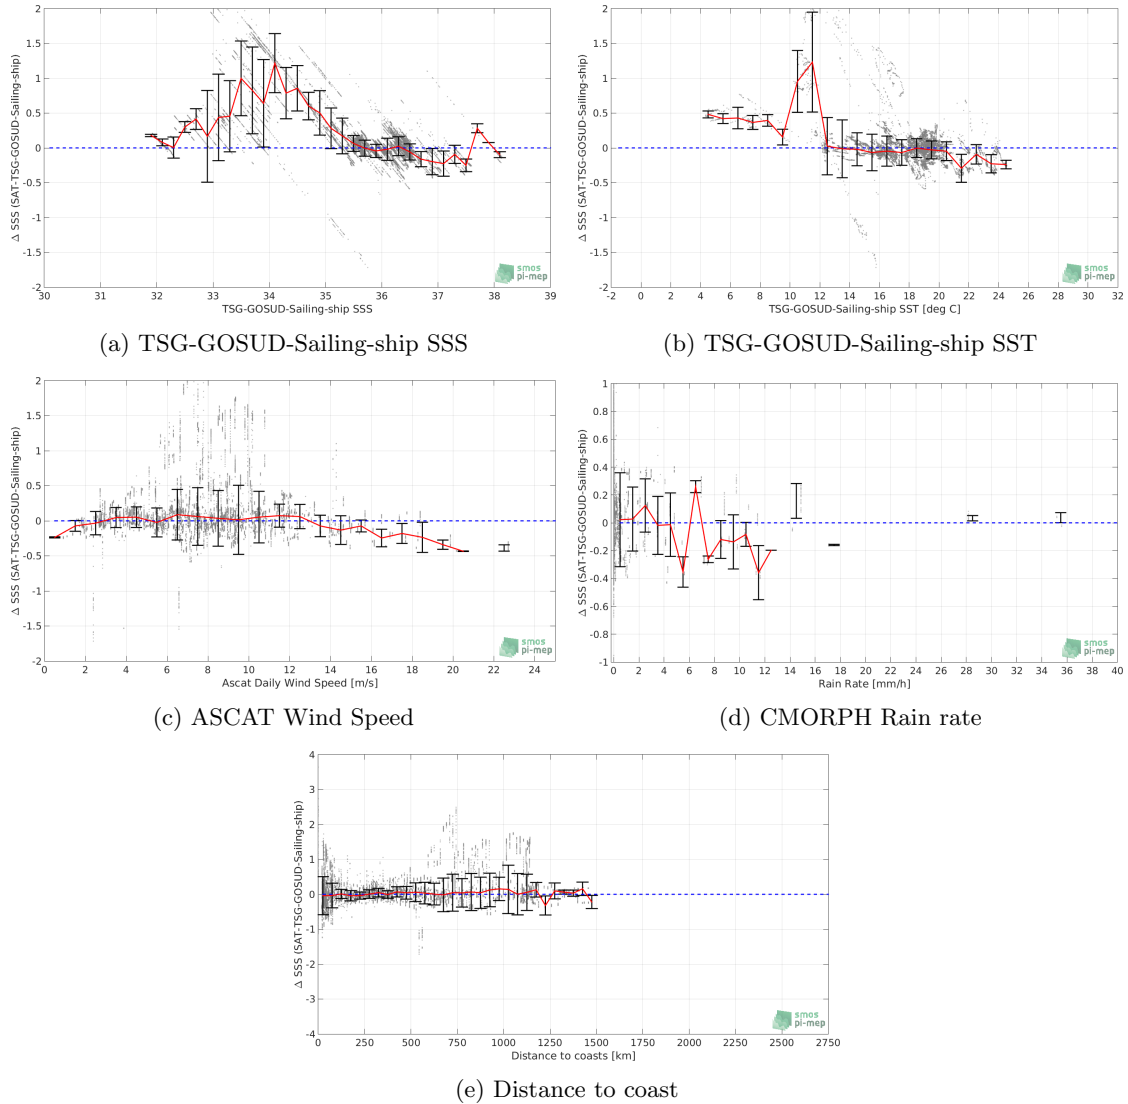 2
1.5
1
0.5
0
-0.5
-1
-1.5
-2
Δ SSS (SAT-TSG-GOSUD-Sailing-ship)
30 31 32 33 34 35 36 37 38 39
TSG-GOSUD-Sailing-ship SSS
smos
pi-mep
(a) TSG-GOSUD-Sailing-ship SSS
2
1.5
1
0.5
0
-0.5
-1
-1.5
-2
Δ SSS (SAT-TSG-GOSUD-Sailing-ship)
-2 0 2 4 6 8 10 12 14 16 18 20 22 24 26 28 30 32
TSG-GOSUD-Sailing-ship SST [deg C]
smos
pi-mep
(b) TSG-GOSUD-Sailing-ship SST
2
1.5
1
0.5
0
-0.5
-1
-1.5
-2
Δ SSS (SAT-TSG-GOSUD-Sailing-ship)
0 2 4 6 8 10 12 14 16 18 20 22 24
Ascat Daily Wind Speed [m/s]
smos
pi-mep
(c) ASCAT Wind Speed
1
0.8
0.6
0.4
0.2
0
-0.2
-0.4
-0.6
-0.8
-1
Δ SSS (SAT-TSG-GOSUD-Sailing-ship)
0 2 4 6 8 10 12 14 16 18 20 22 24 26 28 30 32 34 36 38 40
Rain Rate [mm/h]
smos
pi-mep
(d) CMORPH Rain rate
4
3
2
1
0
-1
-2
-3
-4
Δ SSS (SAT-TSG-GOSUD-Sailing-ship)
0 250 500 750 1000 1250 1500 1750 2000 2250 2500 2750
Distance to coasts [km]
smos
pi-mep
(e) Distance to coast